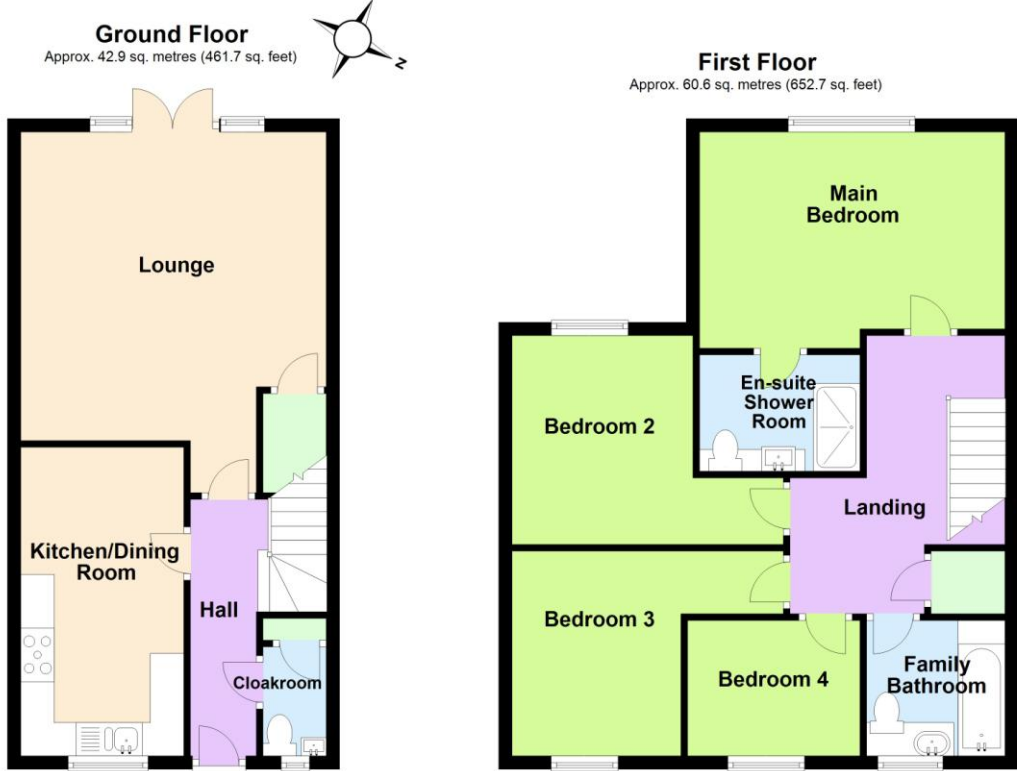 Ground Floor
Approx. 42.9 sq. metres (461.7 sq. feet)
N
Lounge
Kitchen/Dining
Room
Hall
Cloakroom
First Floor
Approx. 60.6 sq. metres (652.7 sq. feet)
Main
Bedroom
En-suite
Shower
Room
Bedroom 2
Landing
Bedroom 3
Bedroom 4
Family
Bathroom